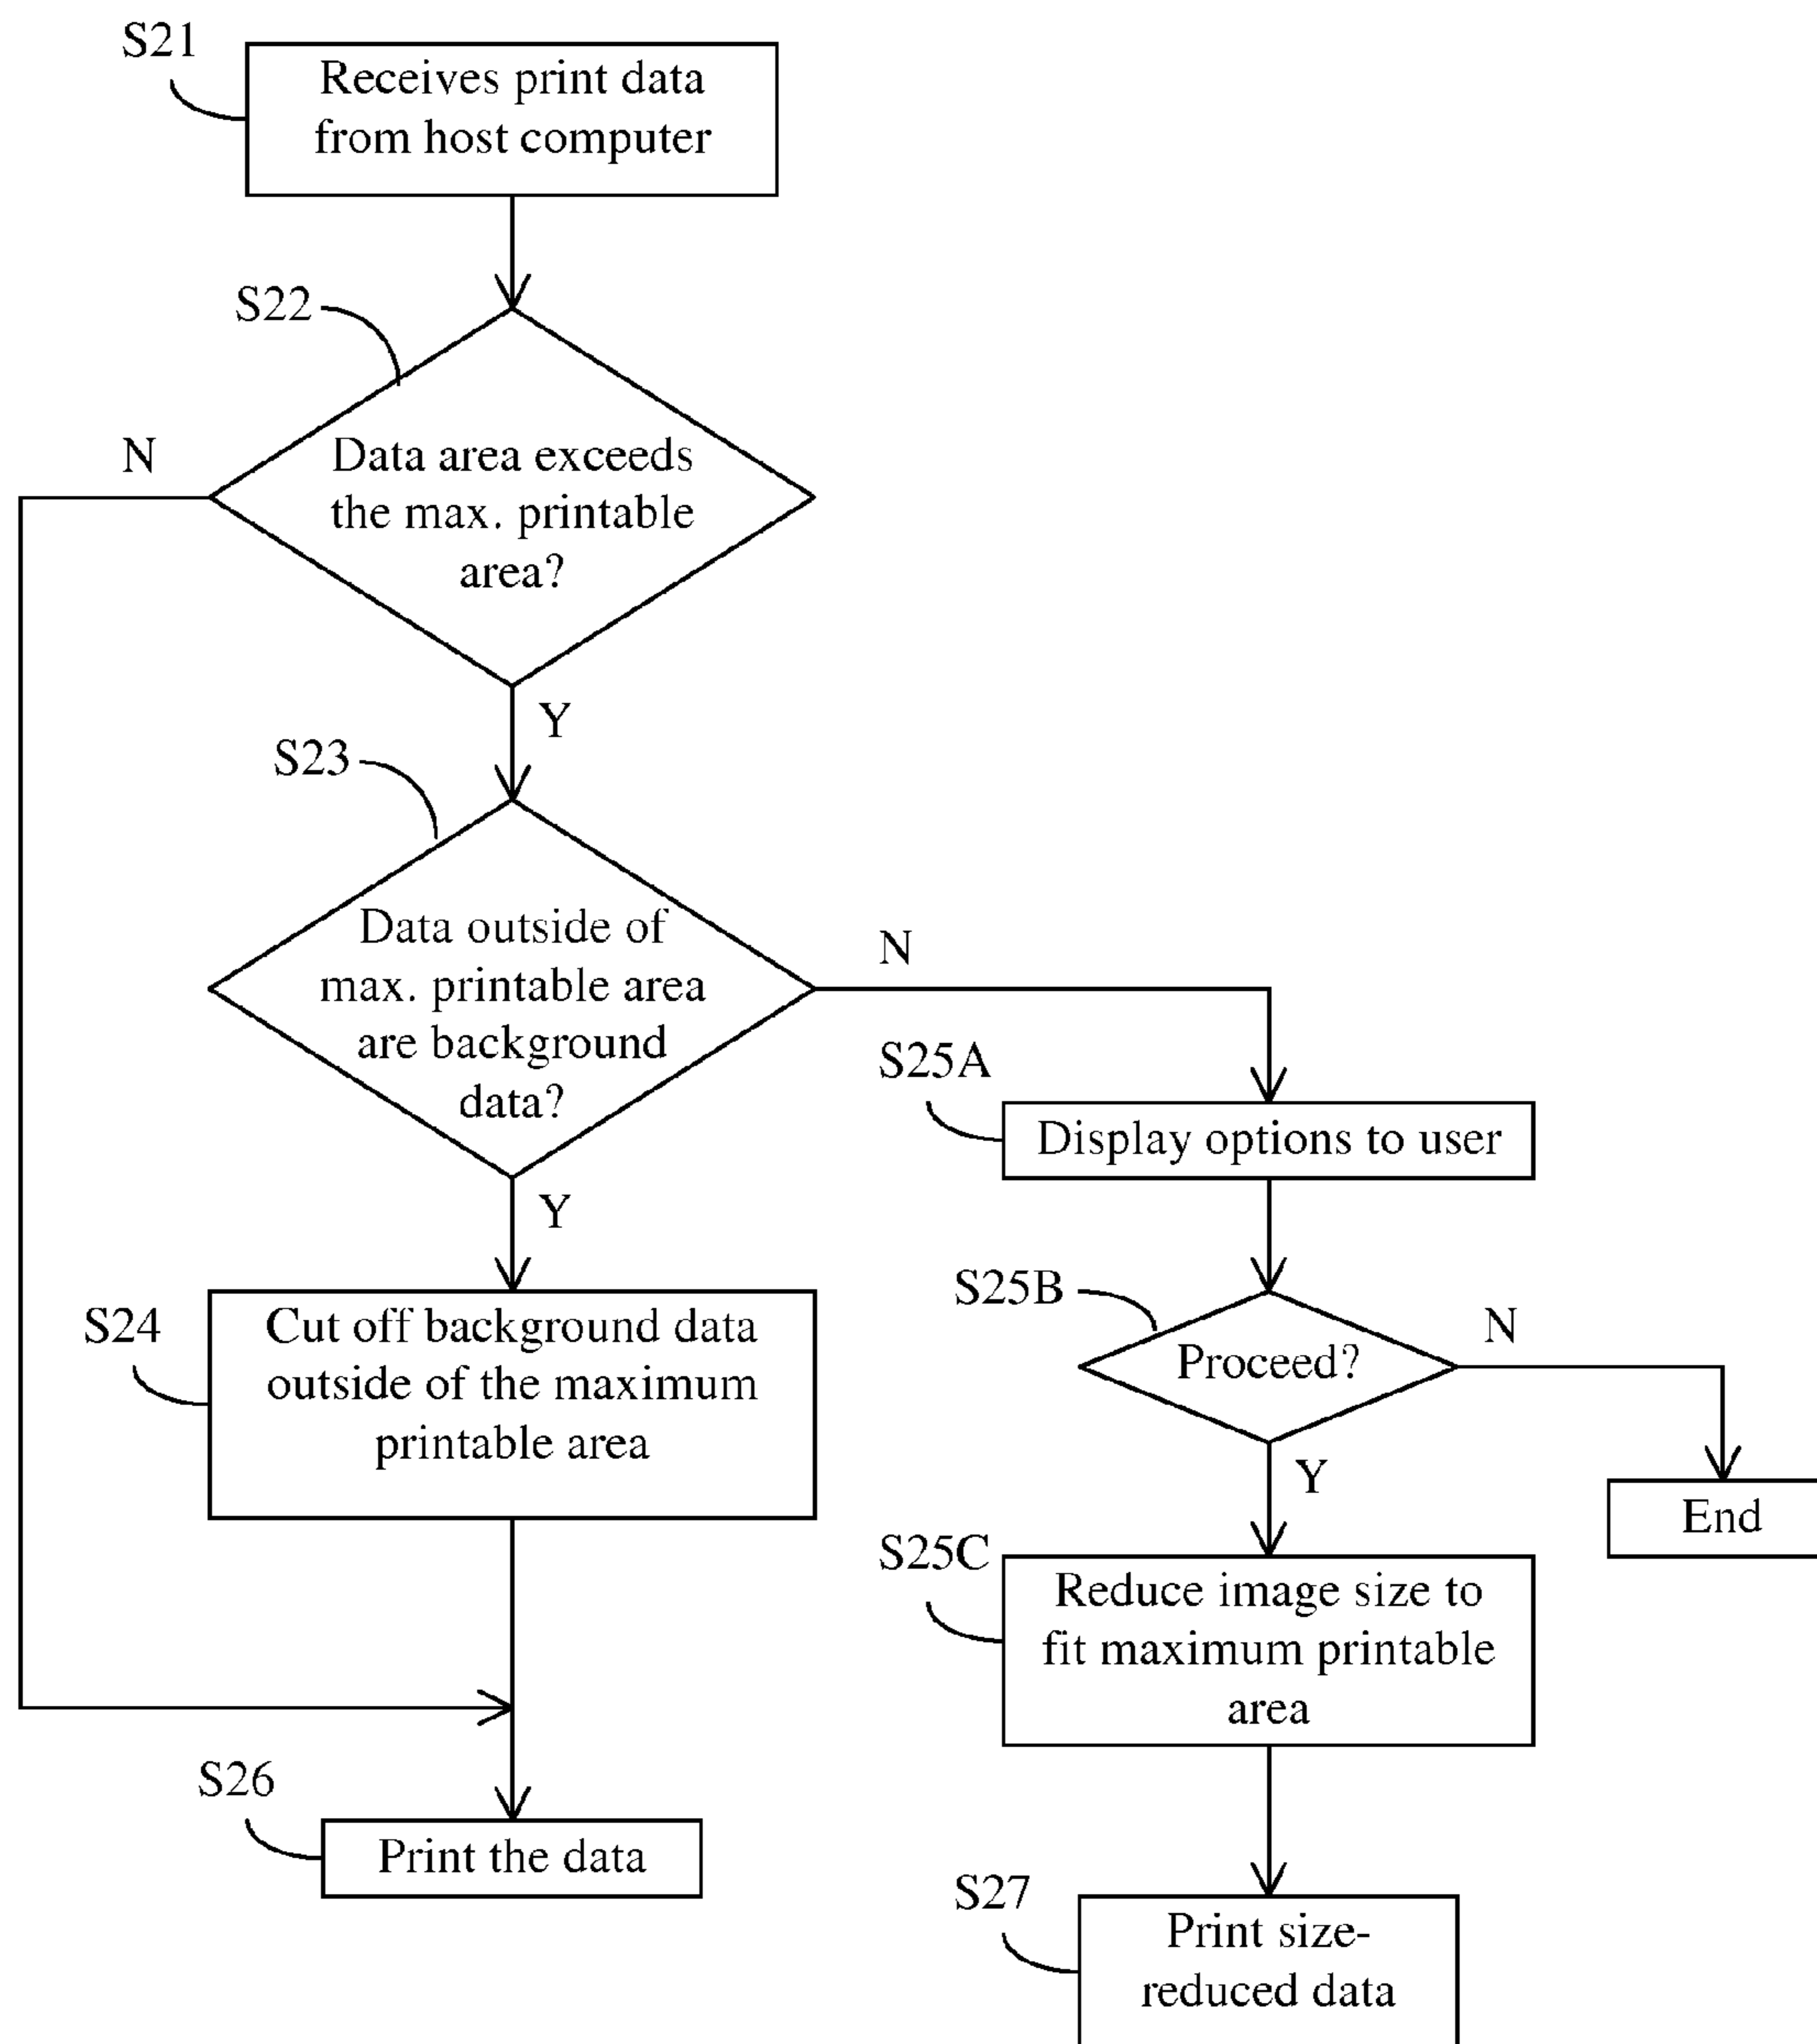 S21
Receives print data
from host computer
S22
N
Data area exceeds
the max. printable
area?
Y
S23
Data outside of
max. printable area
are background
data?
N
Y
S25A
Display options to user
S24
Cut off background data
outside of the maximum
printable area
S25B
Proceed?
N
Y
End
S25C
Reduce image size to
fit maximum printable
area
S26
Print the data
S27
Print size-
reduced data